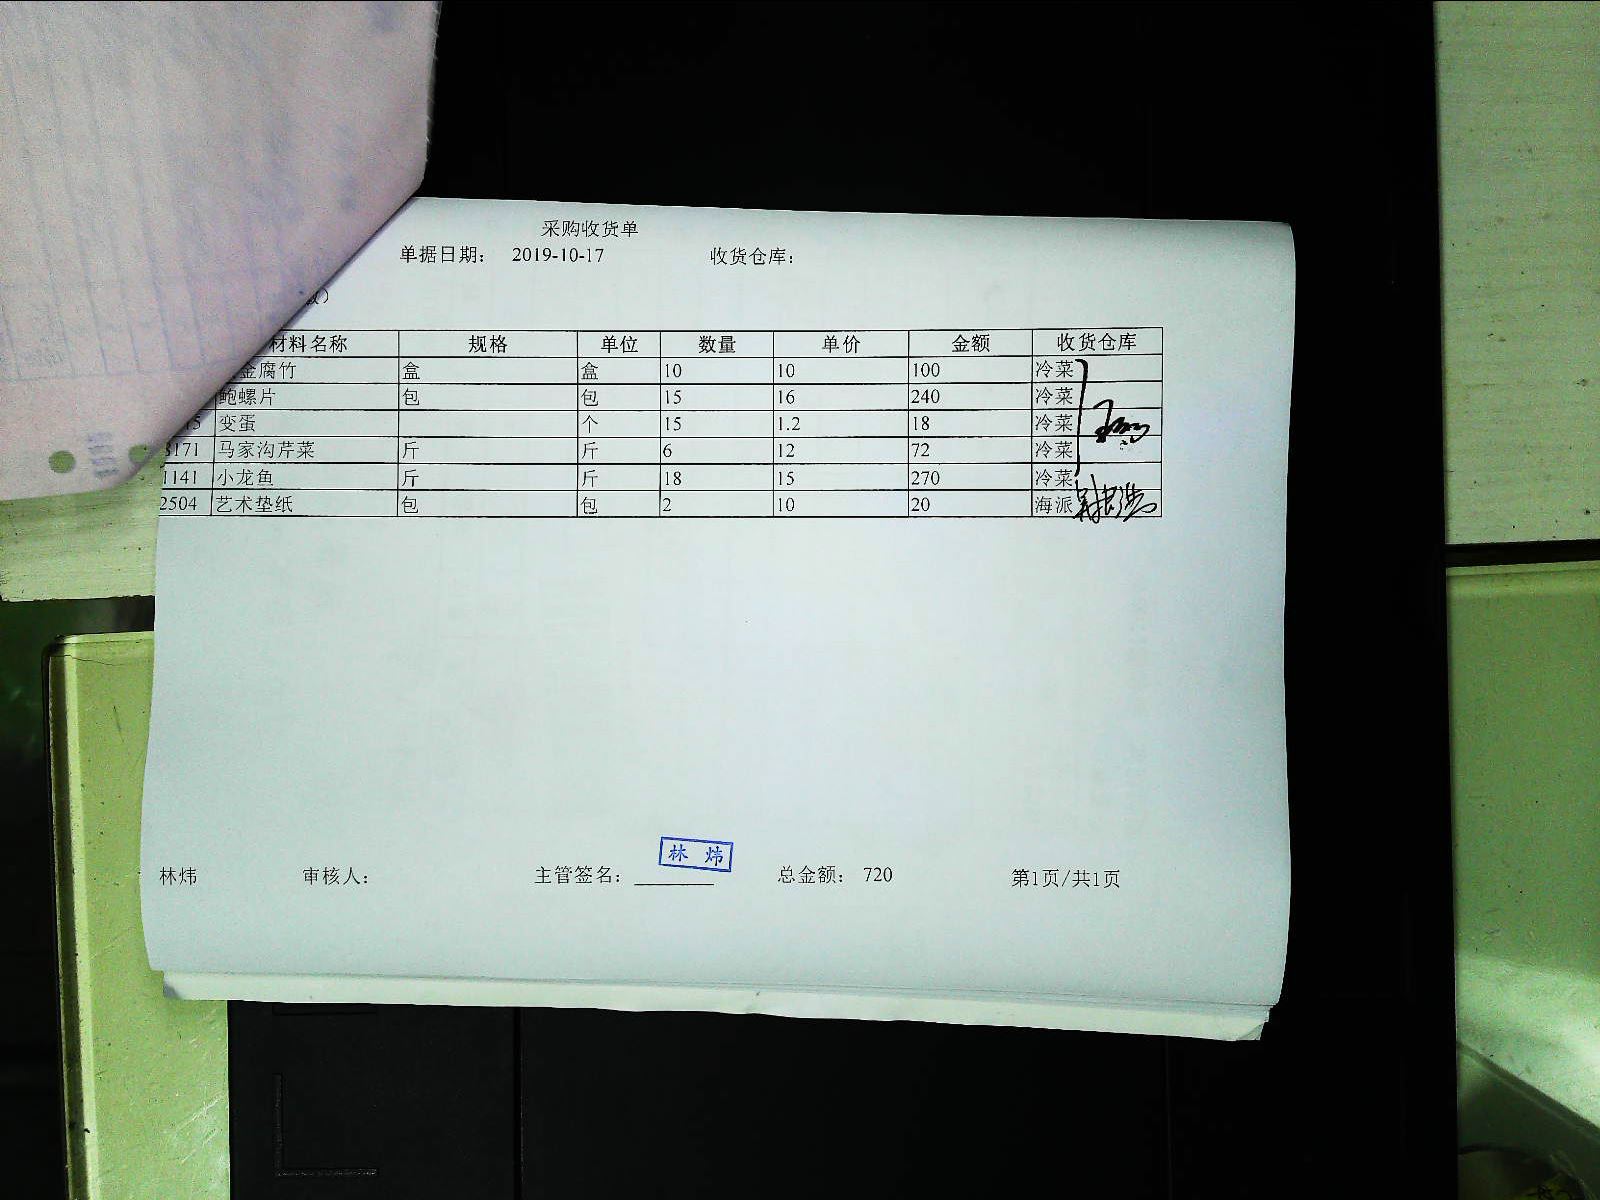 采购收货单
单据日期： 2019-10-17 收货仓库：
材料名称 规格 单位 数量 单价 金额 收货仓库
金腐竹 盒 盒 10 10 100 冷菜
鲍螺片 包 包 15 16 240 冷菜
变蛋 个 15 1.2 18 冷菜
3171 马家沟芹菜 斤 斤 6 12 72 冷菜
1141 小龙鱼 斤 斤 18 15 270 冷菜
2504 艺术垫纸 包 包 2 10 20 海派
林 炜
林炜 审核人： 主管签名： 总金额： 720 第1页/共1页